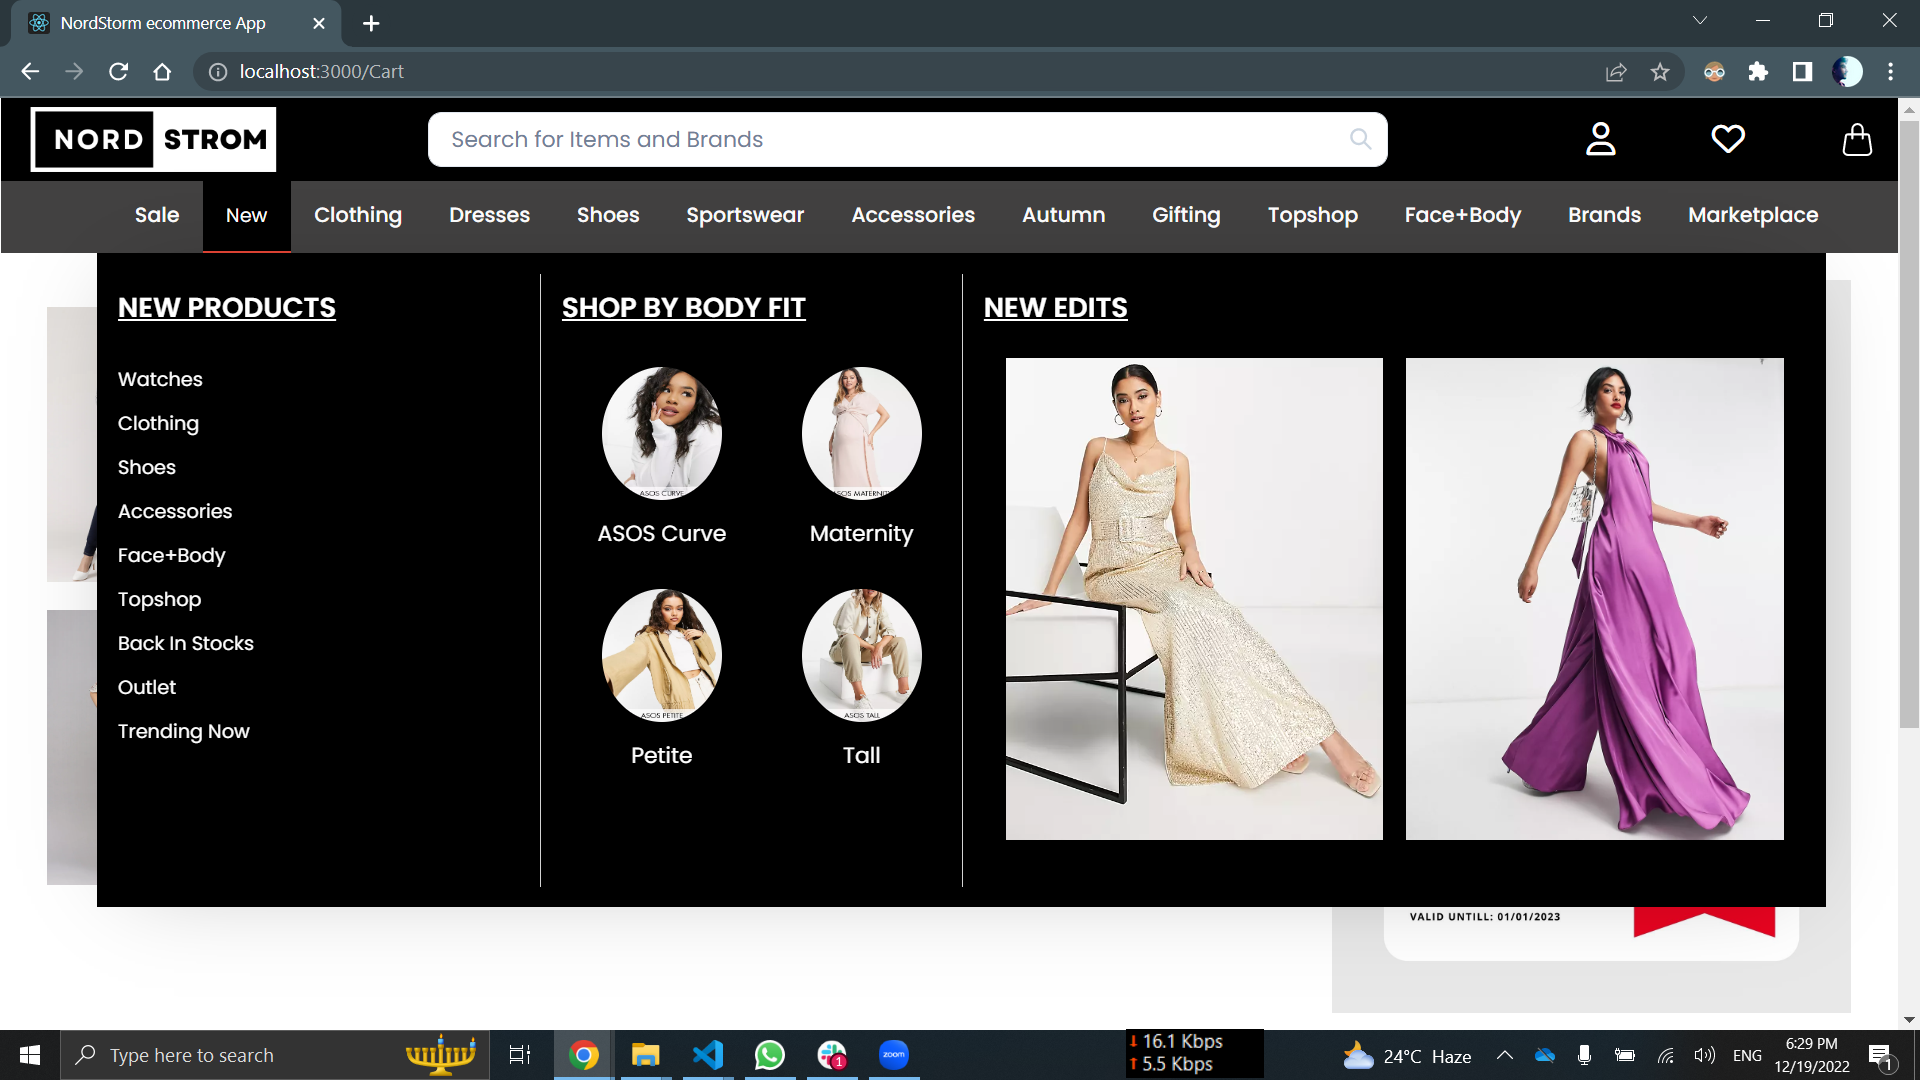 NordStorm ecommerce App
localhost:3000/Cart
NORD STROM
Search for Items and Brands
Sale New Clothing Dresses Shoes Sportswear Accessories Autumn Gifting Topshop Face+Body Brands Marketplace
NEW PRODUCTS
Watches
Clothing
Shoes
Accessories
Face+Body
Topshop
Back In Stocks
Outlet
Trending Now
SHOP BY BODY FIT
ASOS CURVE
ASOS Curve
ASOS MATERNIT
Maternity
ASOS PETITE
Petite
ASOS TALL
Tall
NEW EDITS
VALID UNTILL: 01/01/2023
Type here to search
1
zoom
16.1 Kbps
5.5 Kbps
24°C Haze
ENG
6:29 PM
12/19/2022
1